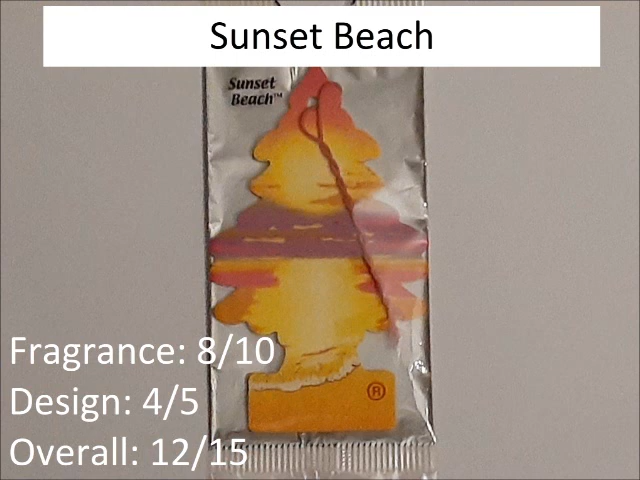 Sunset Beach
Sunset
Beach™
®
Fragrance: 8/10
Design: 4/5
Overall: 12/15